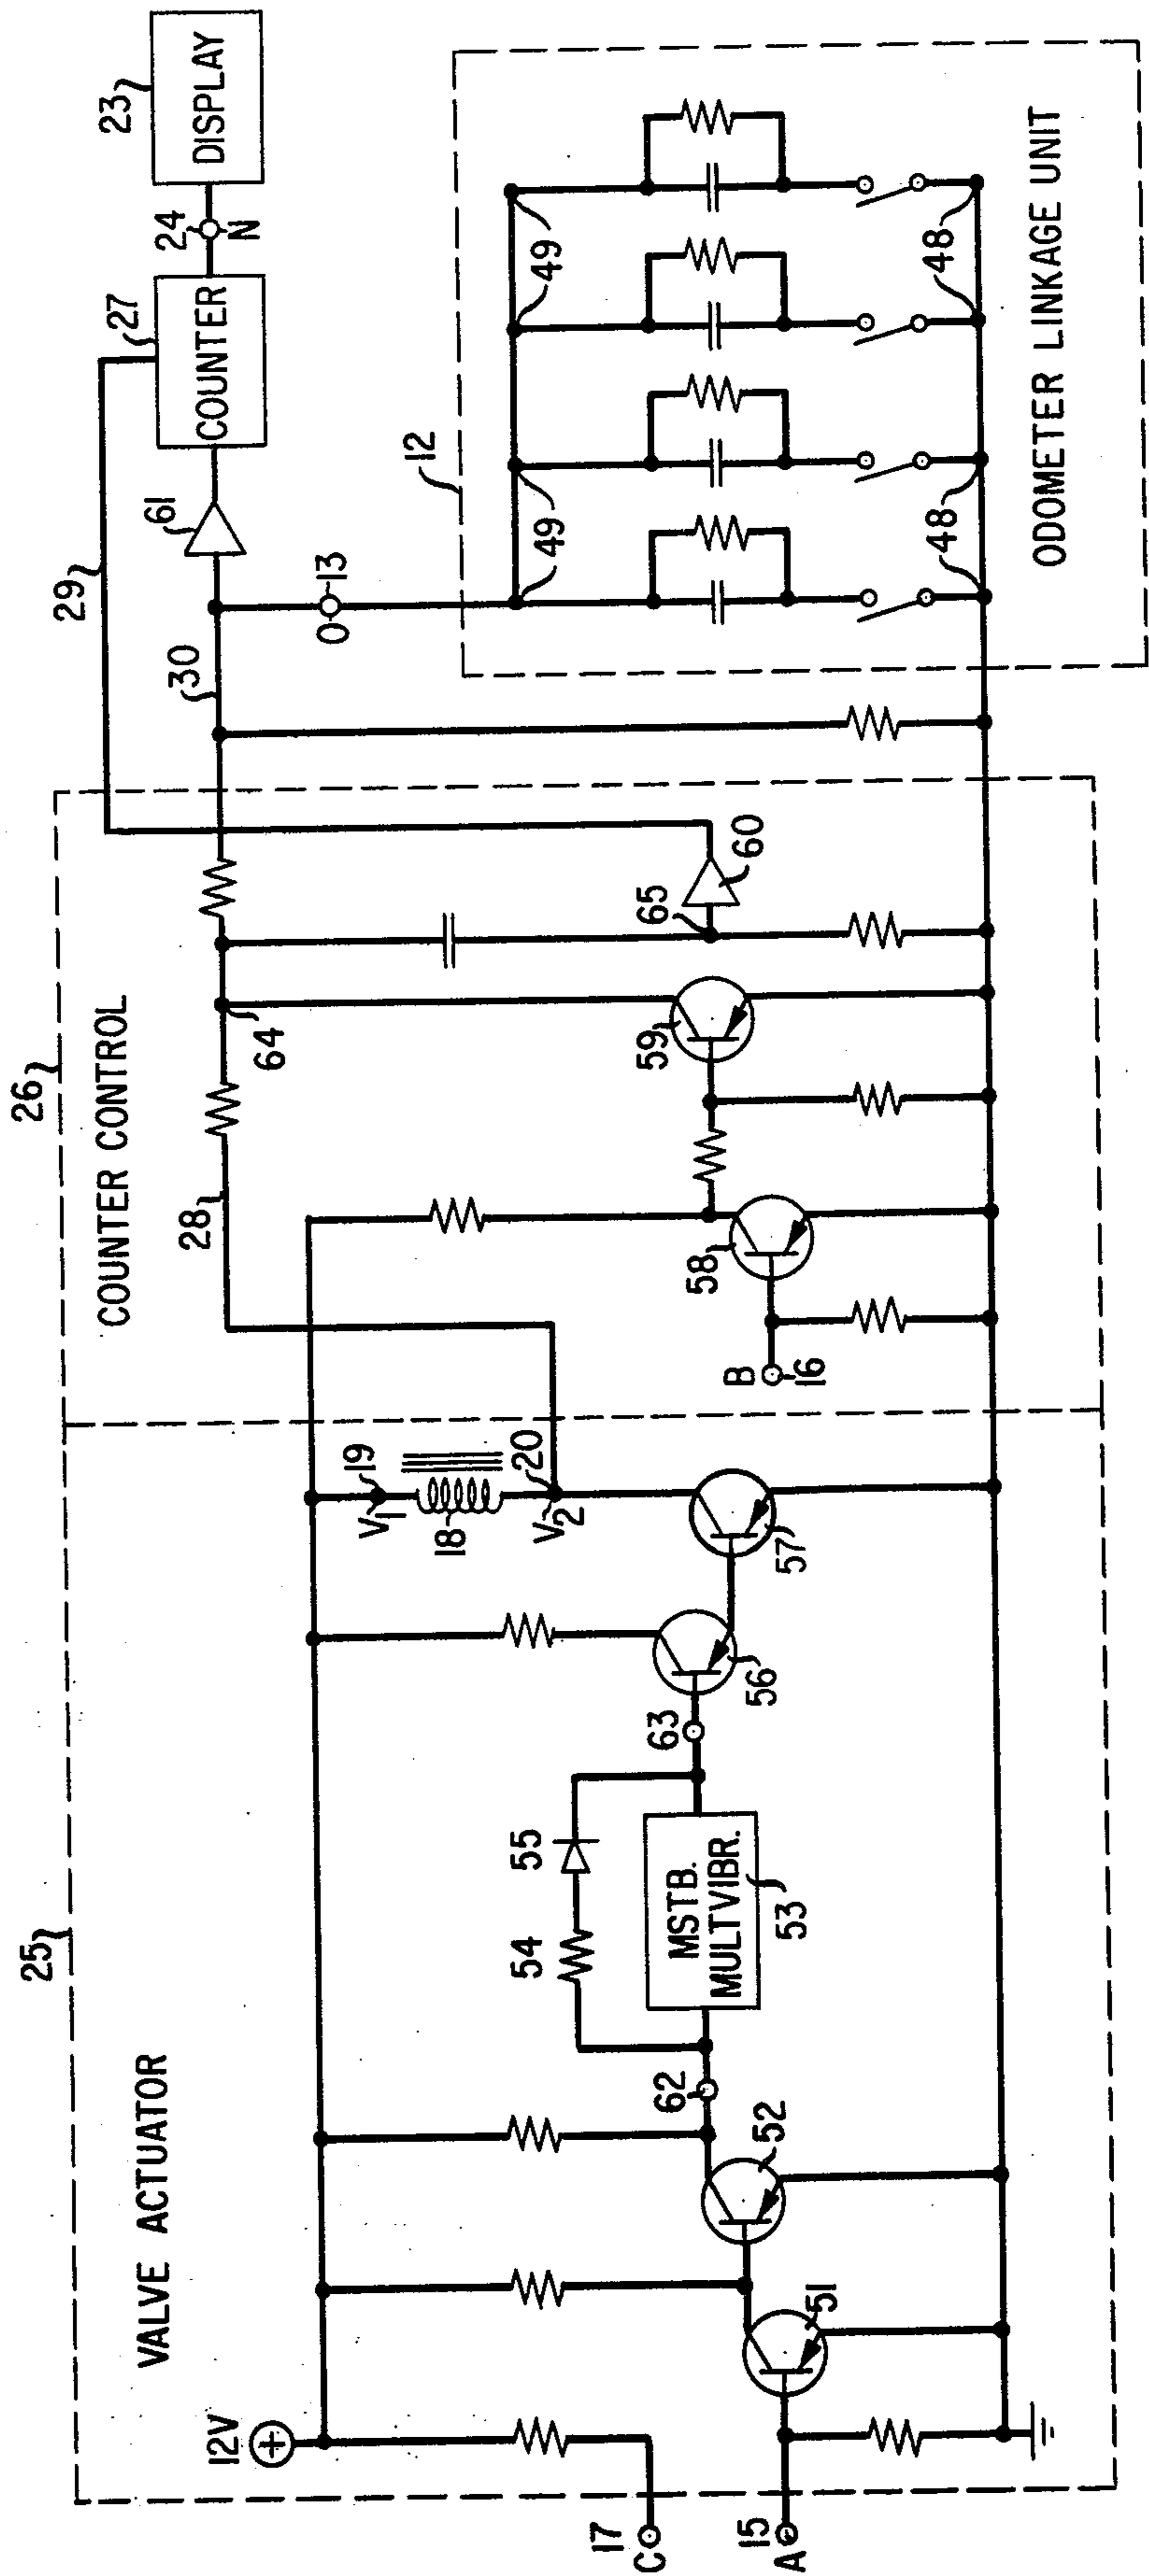 25
VALVE ACTUATOR
12V
17
C
15
A
51
52
62
54
55
MSTB.
MULTVIBR.
53
63
56
57
V1
19
18
V2
20
26
COUNTER CONTROL
28
B
16
58
59
64
65
60
29
30
61
O
13
27
COUNTER
24
N
23
DISPLAY
12
49
49
49
48
48
48
ODOMETER LINKAGE UNIT